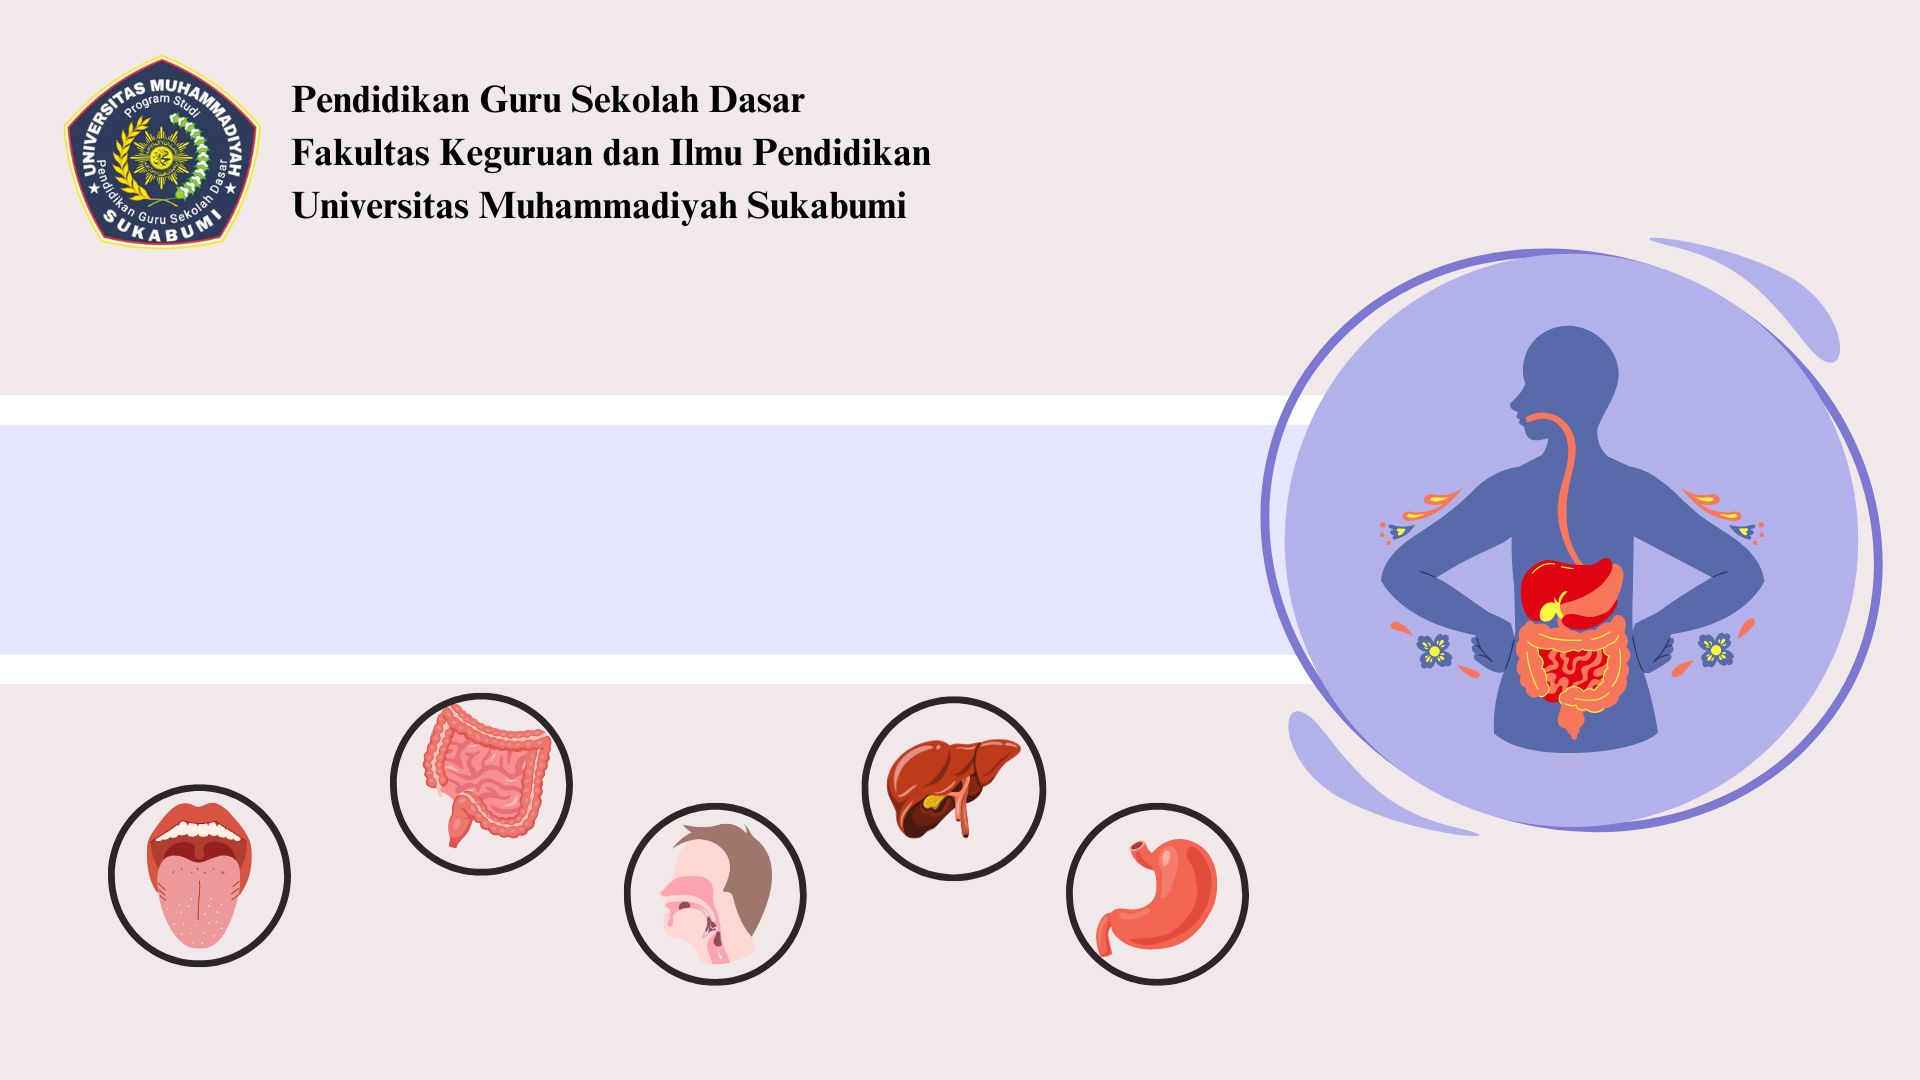 UNIVERSITAS MUHAMMADIYAH
Program Studi
Pendidikan Guru Sekolah Dasar
SUKABUMI
Pendidikan Guru Sekolah Dasar
Fakultas Keguruan dan Ilmu Pendidikan
Universitas Muhammadiyah Sukabumi